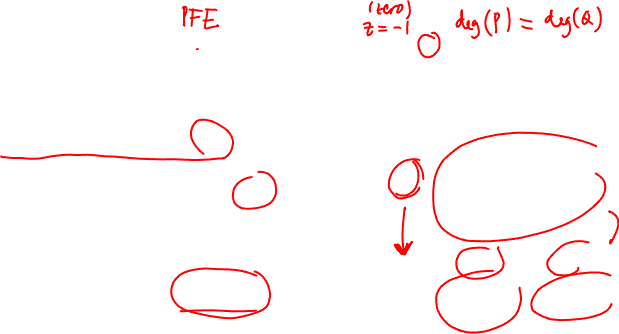 PFE
(zero)
z = -1
deg(P) = deg(Q)